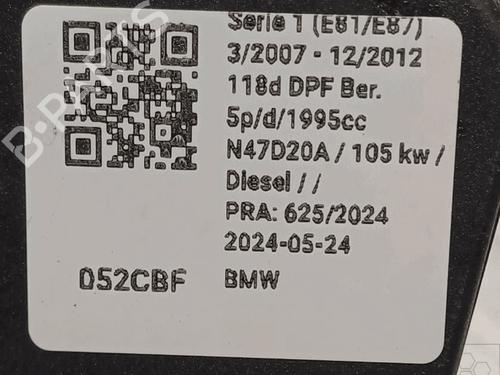 Serie 1 (E81/E87)
3/2007 - 12/2012
118d DPF Ber.
5p/d/1995cc
N47D20A / 105 kw /
Diesel / /
PRA: 625/2024
2024-05-24
052CBF BMW
B-PARTS